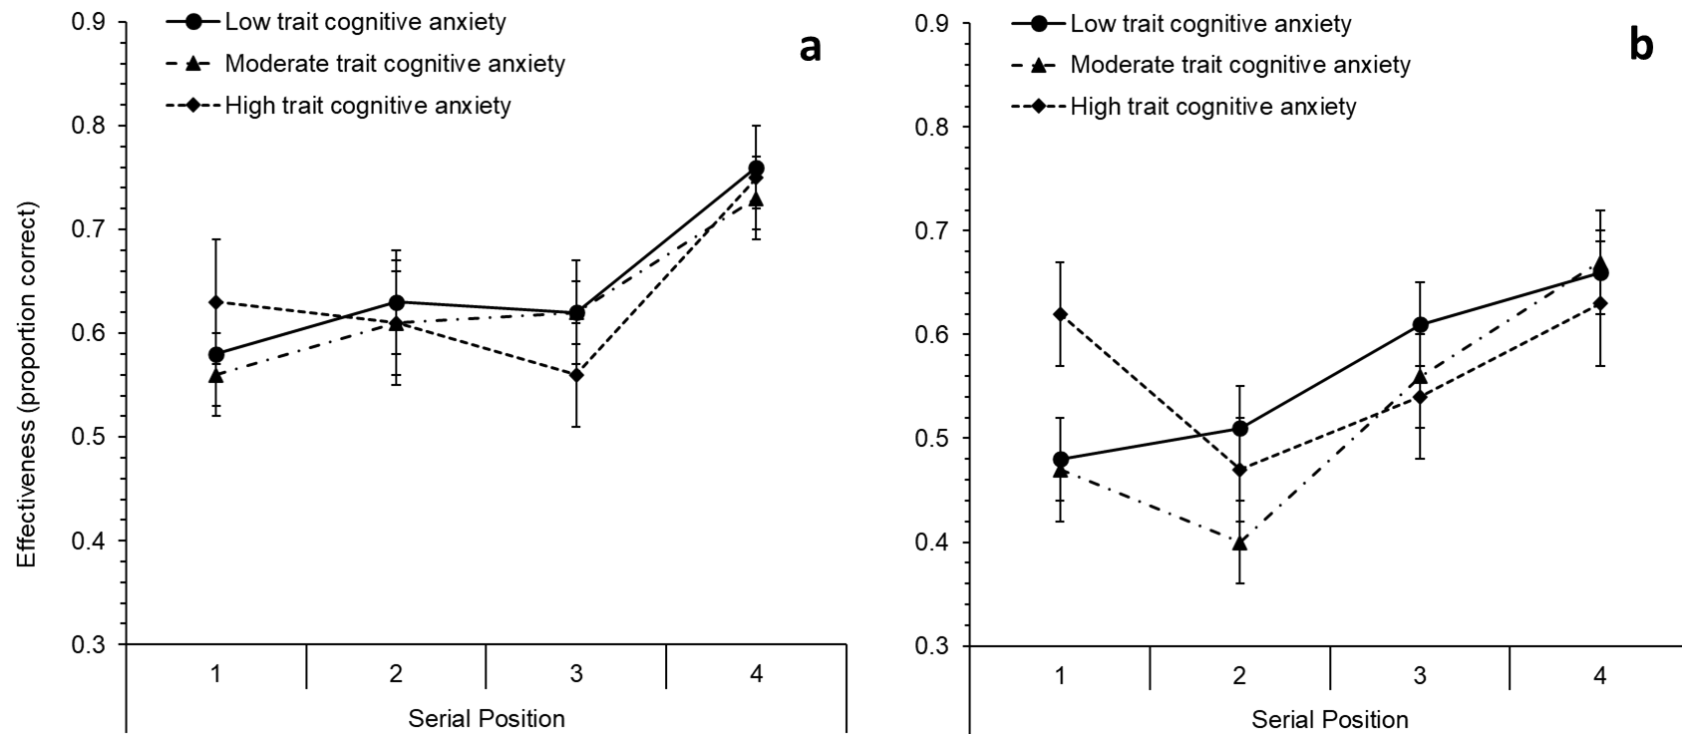 Effectiveness (proportion correct)
0.9
0.8
0.7
0.6
0.5
0.4
0.3
Low trait cognitive anxiety
Moderate trait cognitive anxiety
High trait cognitive anxiety
a
1 2 3 4
Serial Position
0.9
0.8
0.7
0.6
0.5
0.4
0.3
Low trait cognitive anxiety
Moderate trait cognitive anxiety
High trait cognitive anxiety
b
1 2 3 4
Serial Position